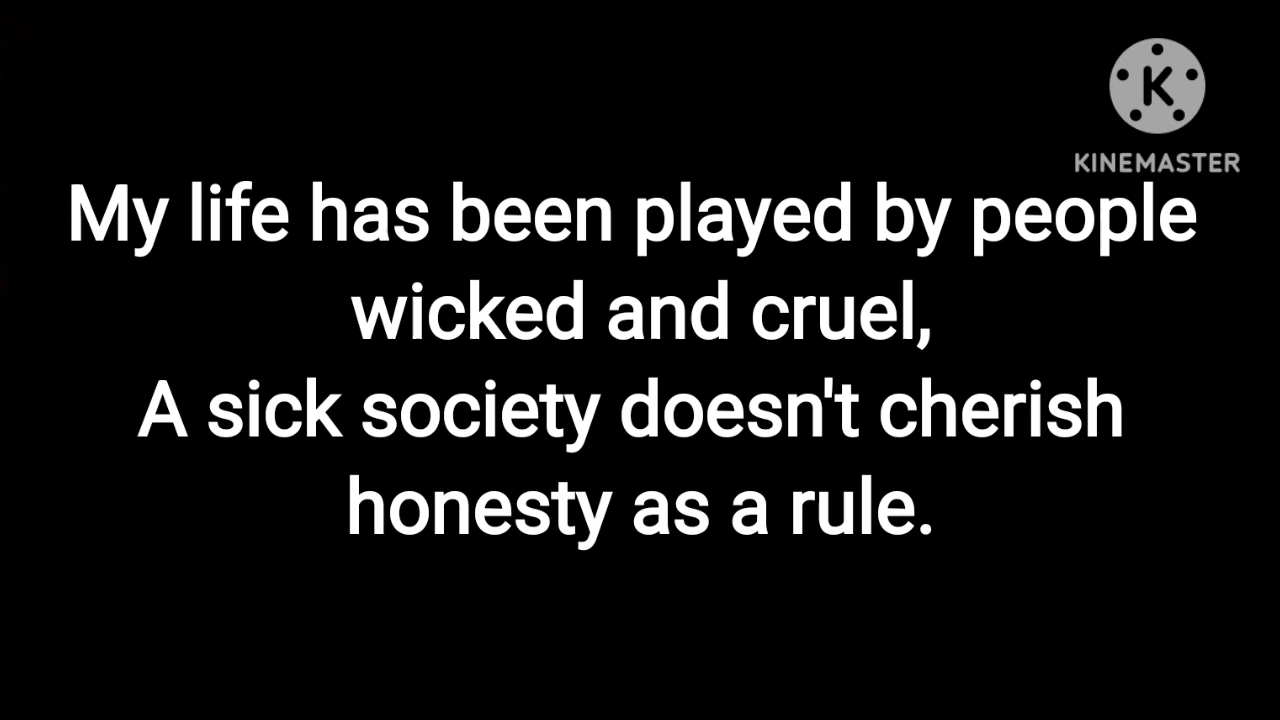 K
KINEMASTER
My life has been played by people
wicked and cruel,
A sick society doesn't cherish
honesty as a rule.